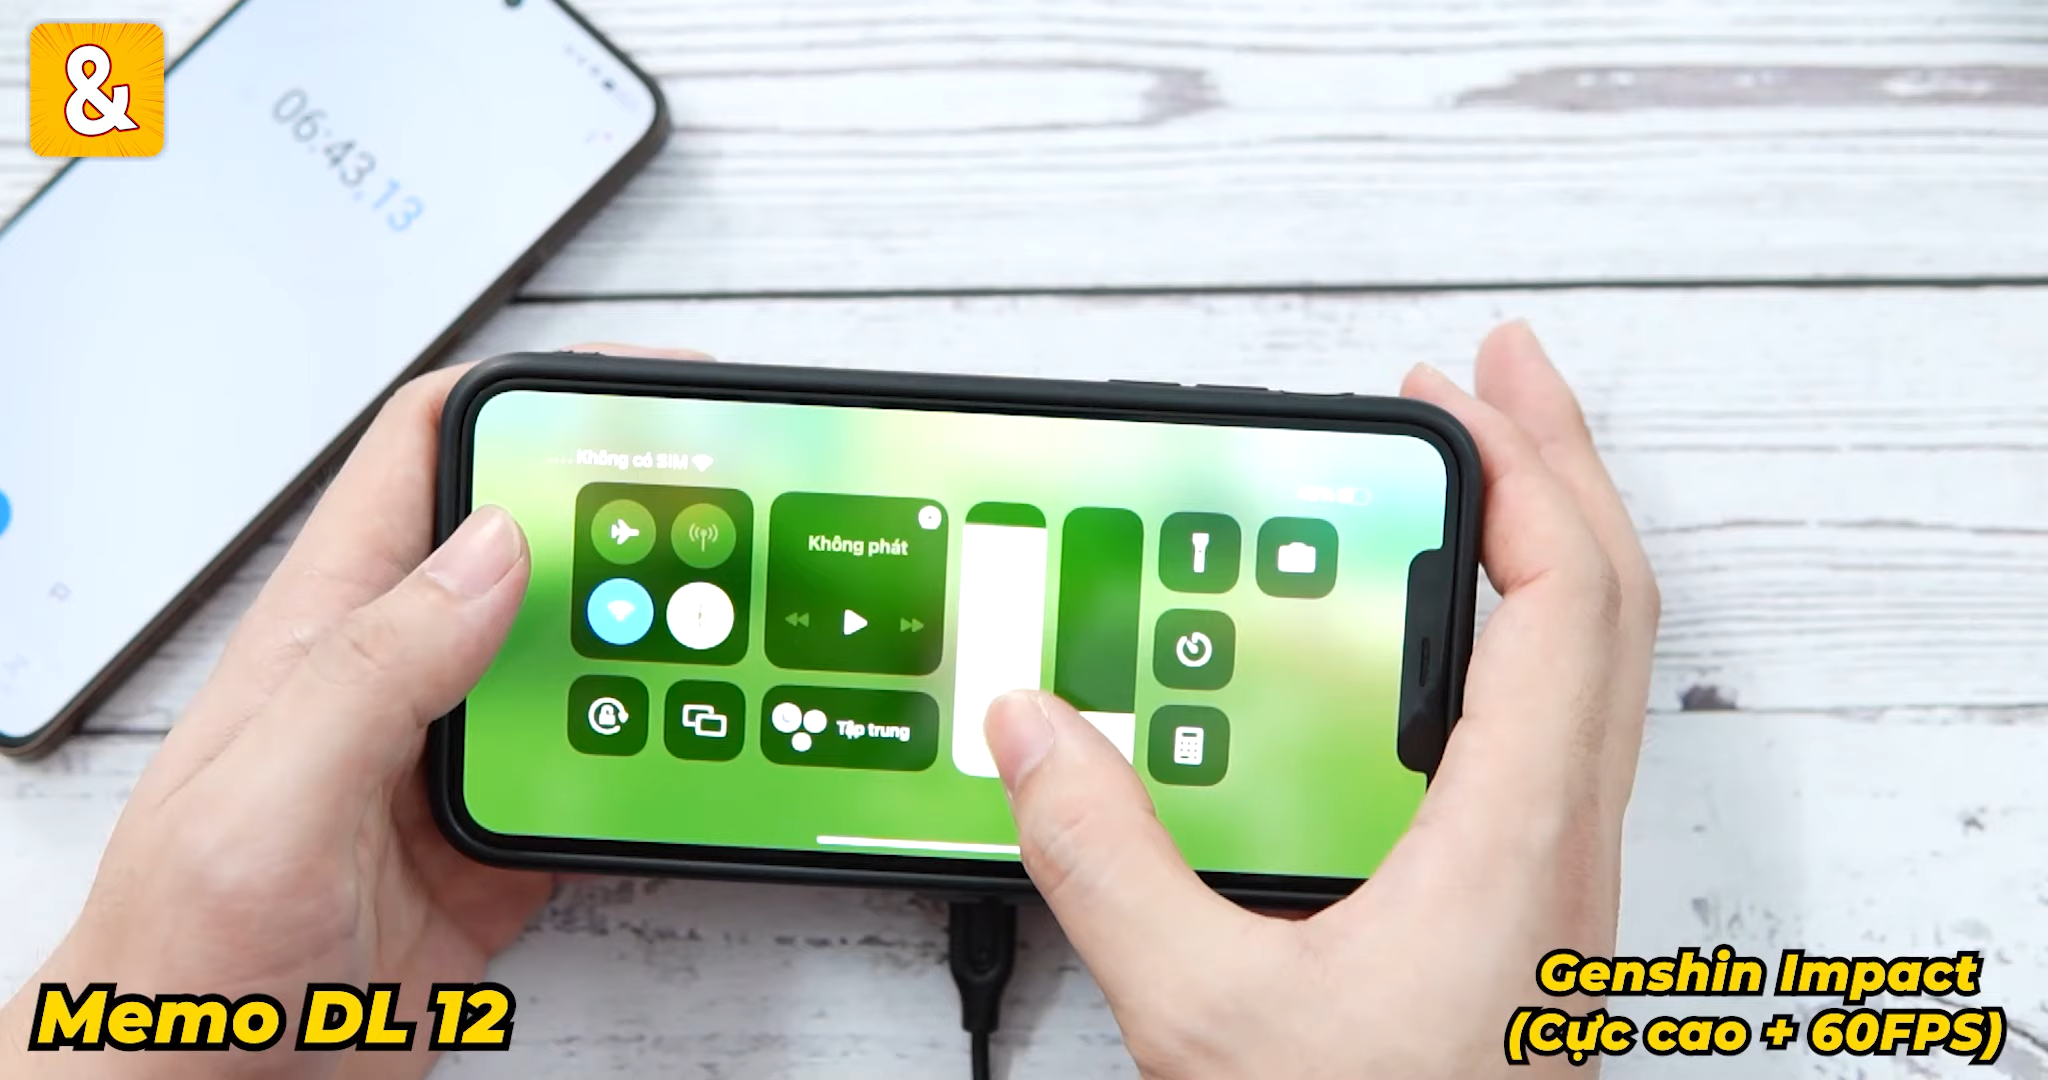 &
06:43,13
Không có SIM
Không phát
Tập trung
Memo DL 12
Genshin Impact
(Cực cao + 60FPS)